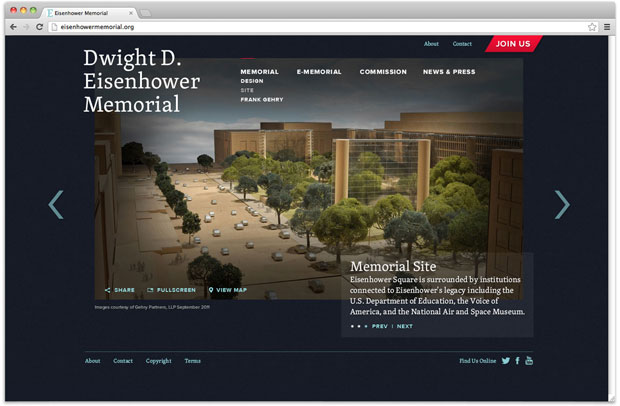 Eisenhower Memorial
eisenhowermemorial.org
About Contact JOIN US
Dwight D.
Eisenhower
Memorial
MEMORIAL E-MEMORIAL COMMISSION NEWS & PRESS
DESIGN
SITE
FRANK GEHRY
Memorial Site
Eisenhower Square is surrounded by institutions
connected to Eisenhower's legacy including the
U.S. Department of Education, the Voice of
America, and the National Air and Space Museum.
PREV | NEXT
SHARE FULLSCREEN VIEW MAP
Images courtesy of Gehry Partners, LLP September 2011
About Contact Copyright Terms
Find Us Online